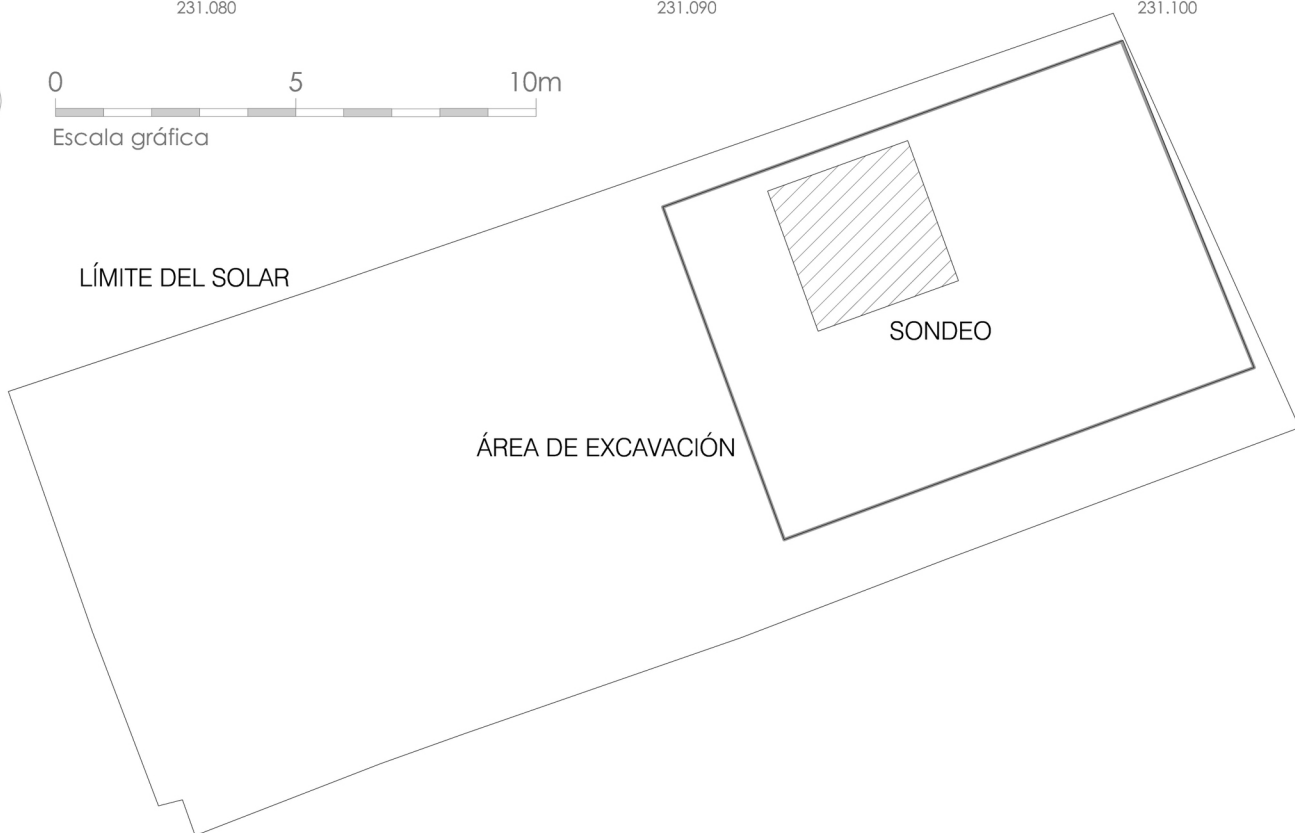 231.080 231.090 231.100
0 5 10m
Escala gráfica
LÍMITE DEL SOLAR
SONDEO
ÁREA DE EXCAVACIÓN